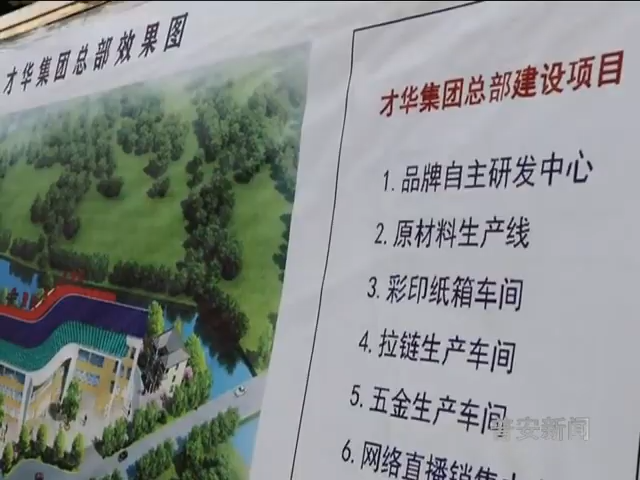 才华集团总部效果图
才华集团总部建设项目
1.品牌自主研发中心
2.原材料生产线
3.彩印纸箱车间
4.拉链生产车间
5.五金生产车间
6.网络直播销售
普安新闻